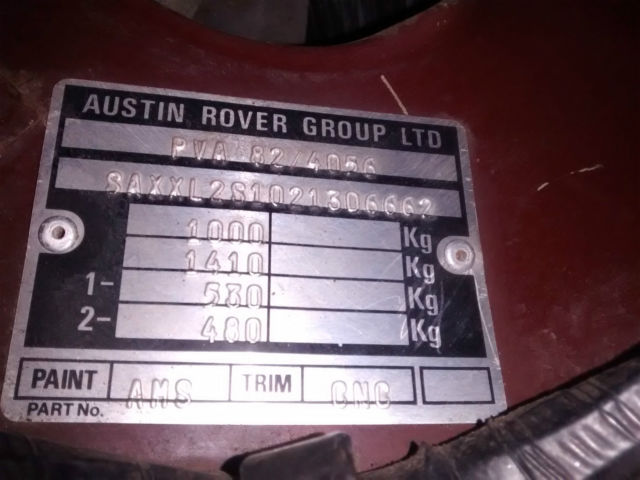 AUSTIN ROVER GROUP LTD
PVA 82/4056
SAXXL2S1021306662
1000 Kg
1410 Kg
1- 530 Kg
2- 480 Kg
PAINT AMS TRIM CNC
PART No.